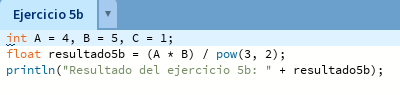 Ejercicio 5b ▼
int A = 4, B = 5, C = 1;
float resultado5b = (A * B) / pow(3, 2);
println("Resultado del ejercicio 5b: " + resultado5b);